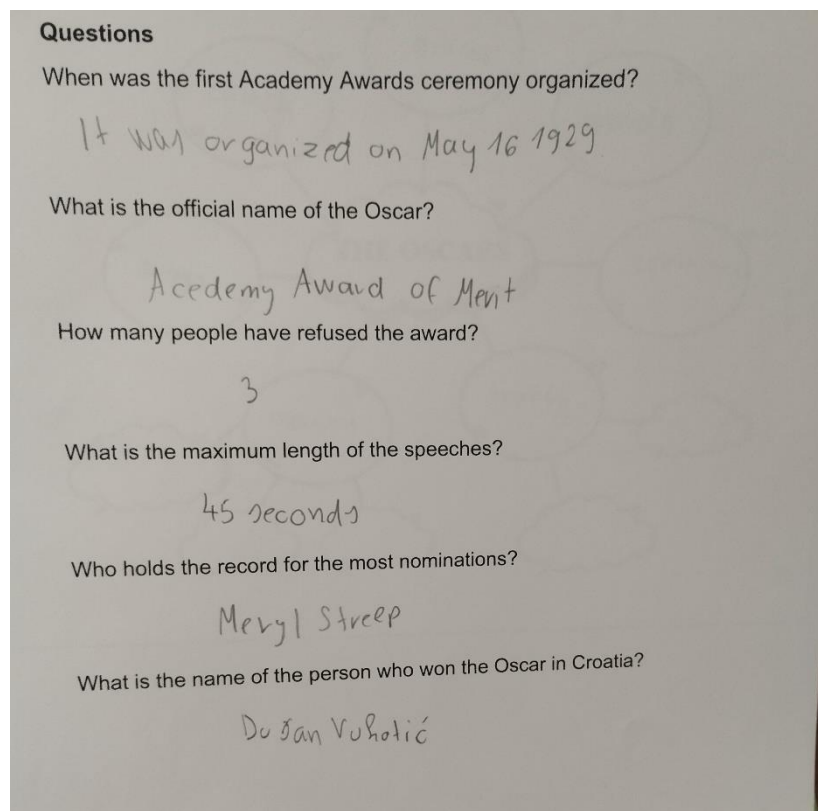 Questions
When was the first Academy Awards ceremony organized?
It was organized on May 16 1929
What is the official name of the Oscar?
Acedemy Award of Merit
How many people have refused the award?
3
What is the maximum length of the speeches?
45 seconds
Who holds the record for the most nominations?
Meryl Streep
What is the name of the person who won the Oscar in Croatia?
Dušan Vukotić